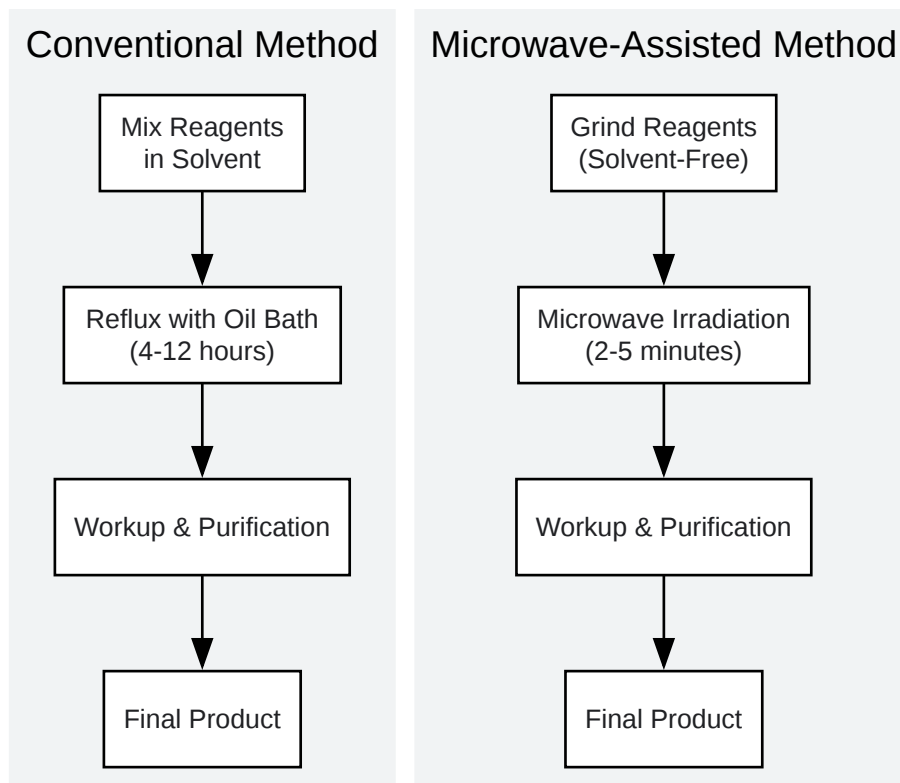 Conventional Method
Mix Reagents
in Solvent
Reflux with Oil Bath
(4-12 hours)
Workup & Purification
Final Product
Microwave-Assisted Method
Grind Reagents
(Solvent-Free)
Microwave Irradiation
(2-5 minutes)
Workup & Purification
Final Product